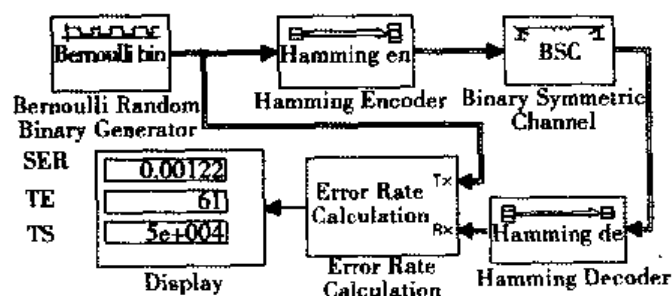 Bernoulli bin
Hamming en
BSC
Bernoulli Random
Binary Generator
Hamming Encoder
Binary Symmetric
Channel
SER
0.00122
TE
61
TS
5e+004
Display
Error Rate
Calculation
Tx
Rx
Error Rate
Calculation
Hamming de
Hamming Decoder